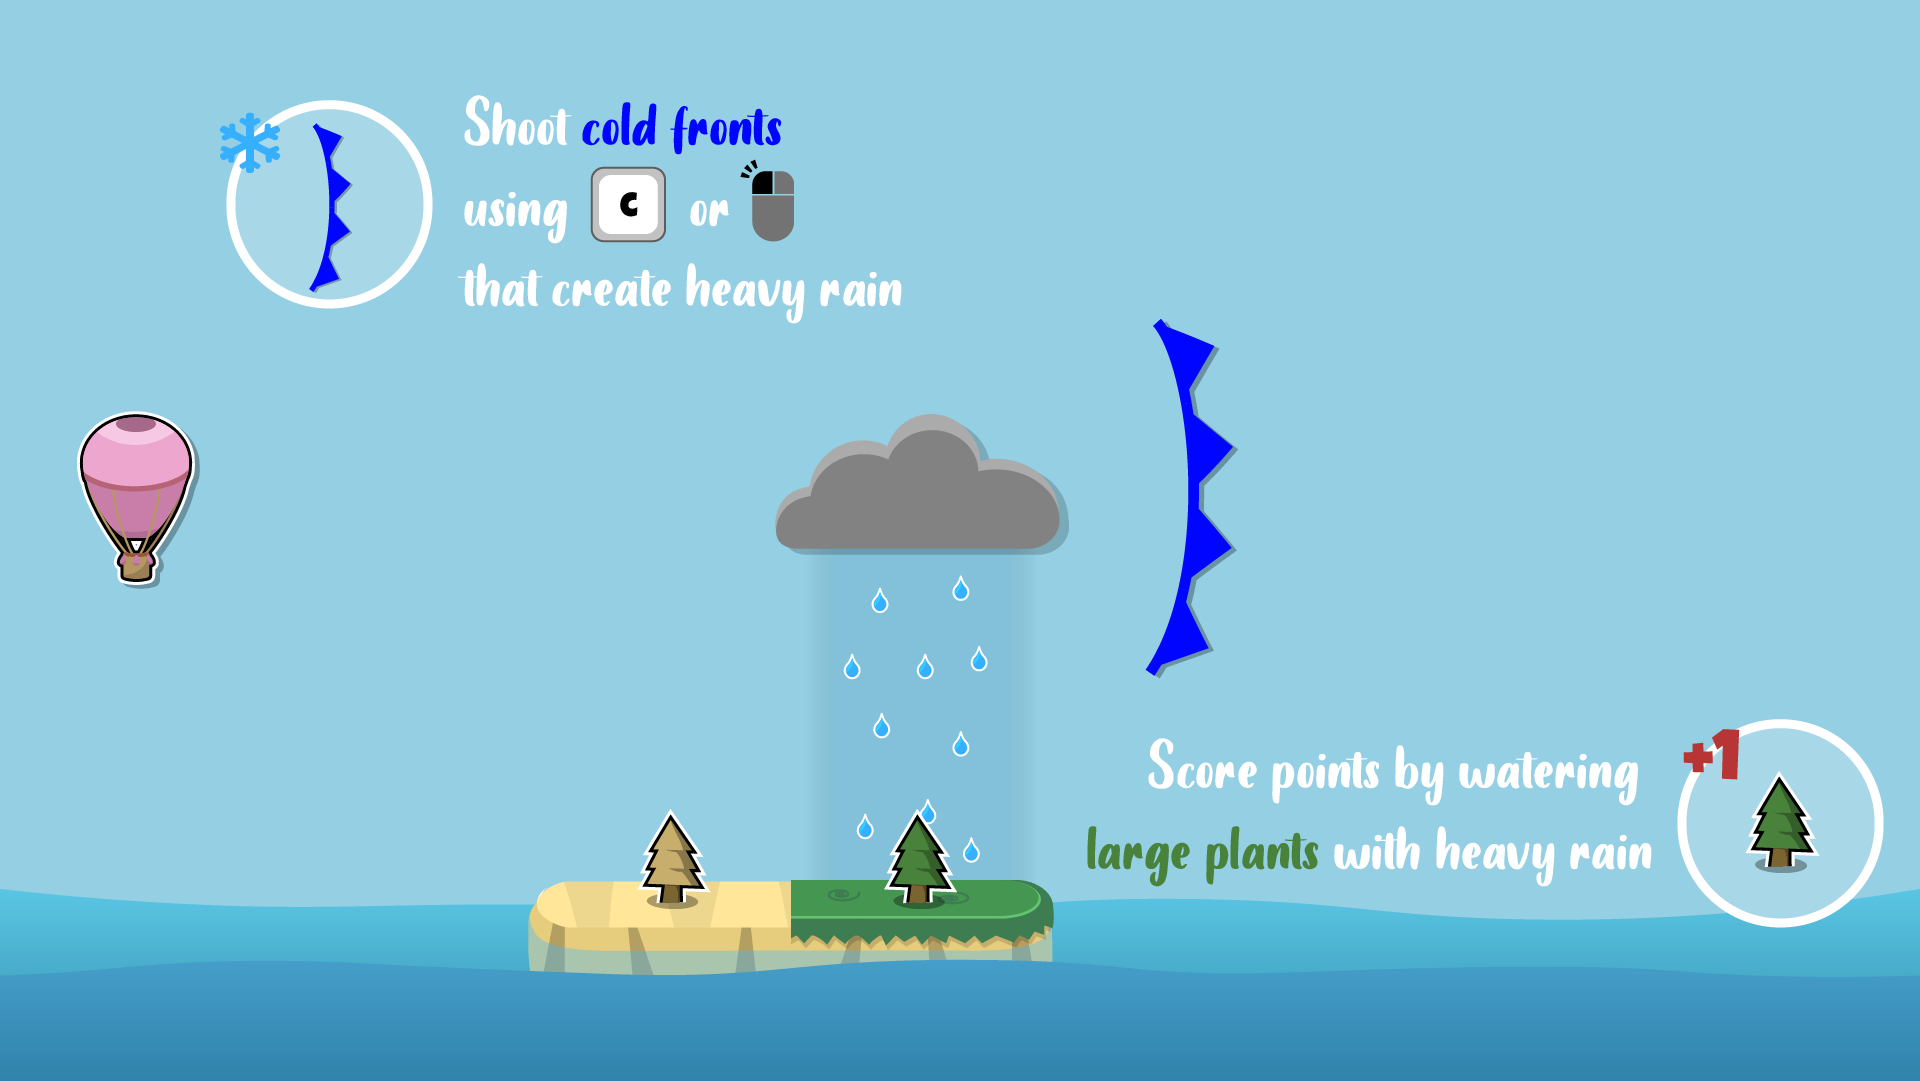 Shoot cold fronts
using C or
that create heavy rain
Score points by watering
large plants with heavy rain
+1